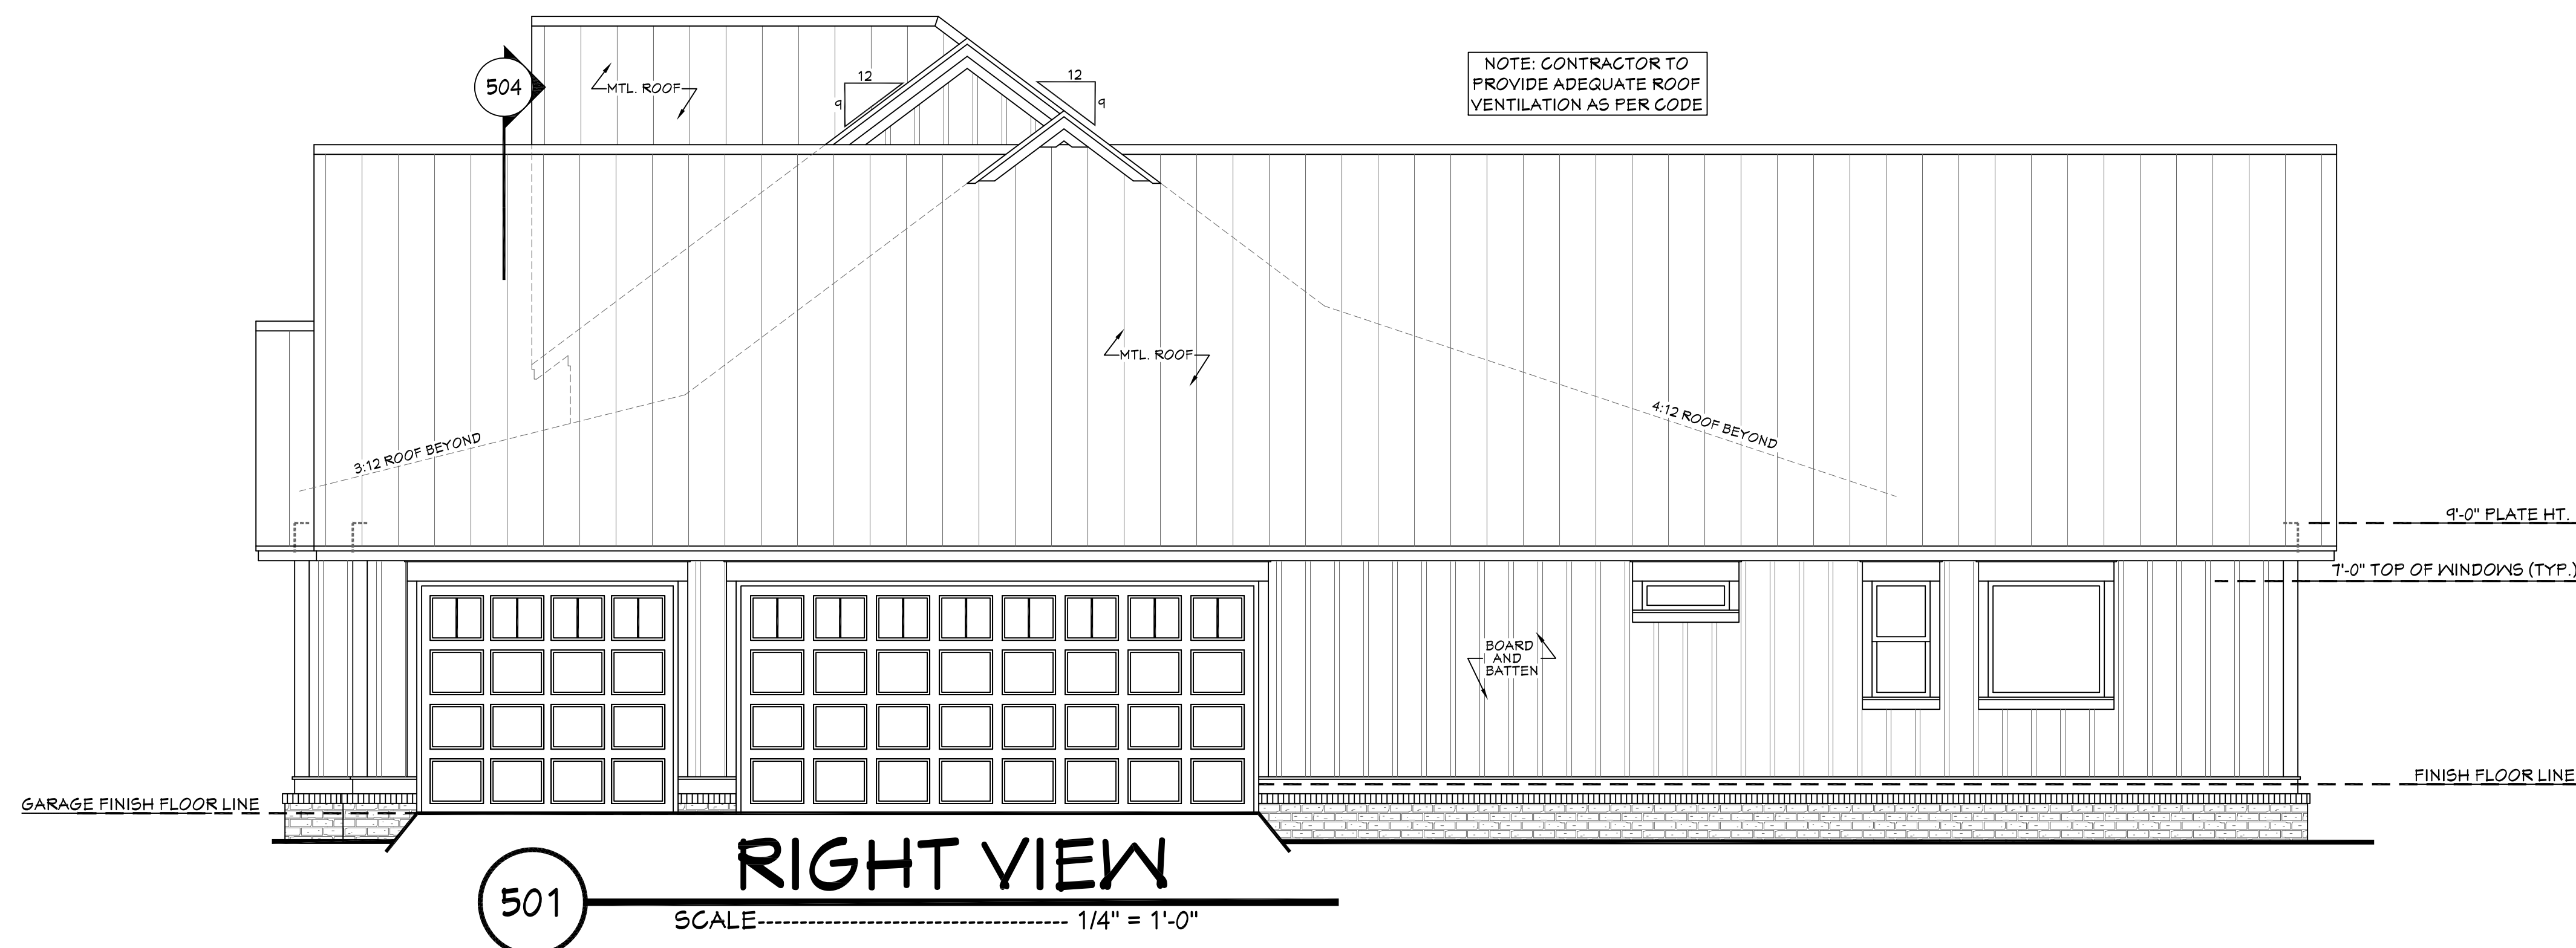 504
MTL. ROOF
12
9
12
9
NOTE: CONTRACTOR TO
PROVIDE ADEQUATE ROOF
VENTILATION AS PER CODE
MTL. ROOF
3:12 ROOF BEYOND
4:12 ROOF BEYOND
9'-0" PLATE HT.
7'-0" TOP OF WINDOWS (TYP.)
BOARD
AND
BATTEN
FINISH FLOOR LINE
GARAGE FINISH FLOOR LINE
RIGHT VIEW
501
SCALE------------------------------------- 1/4" = 1'-0"